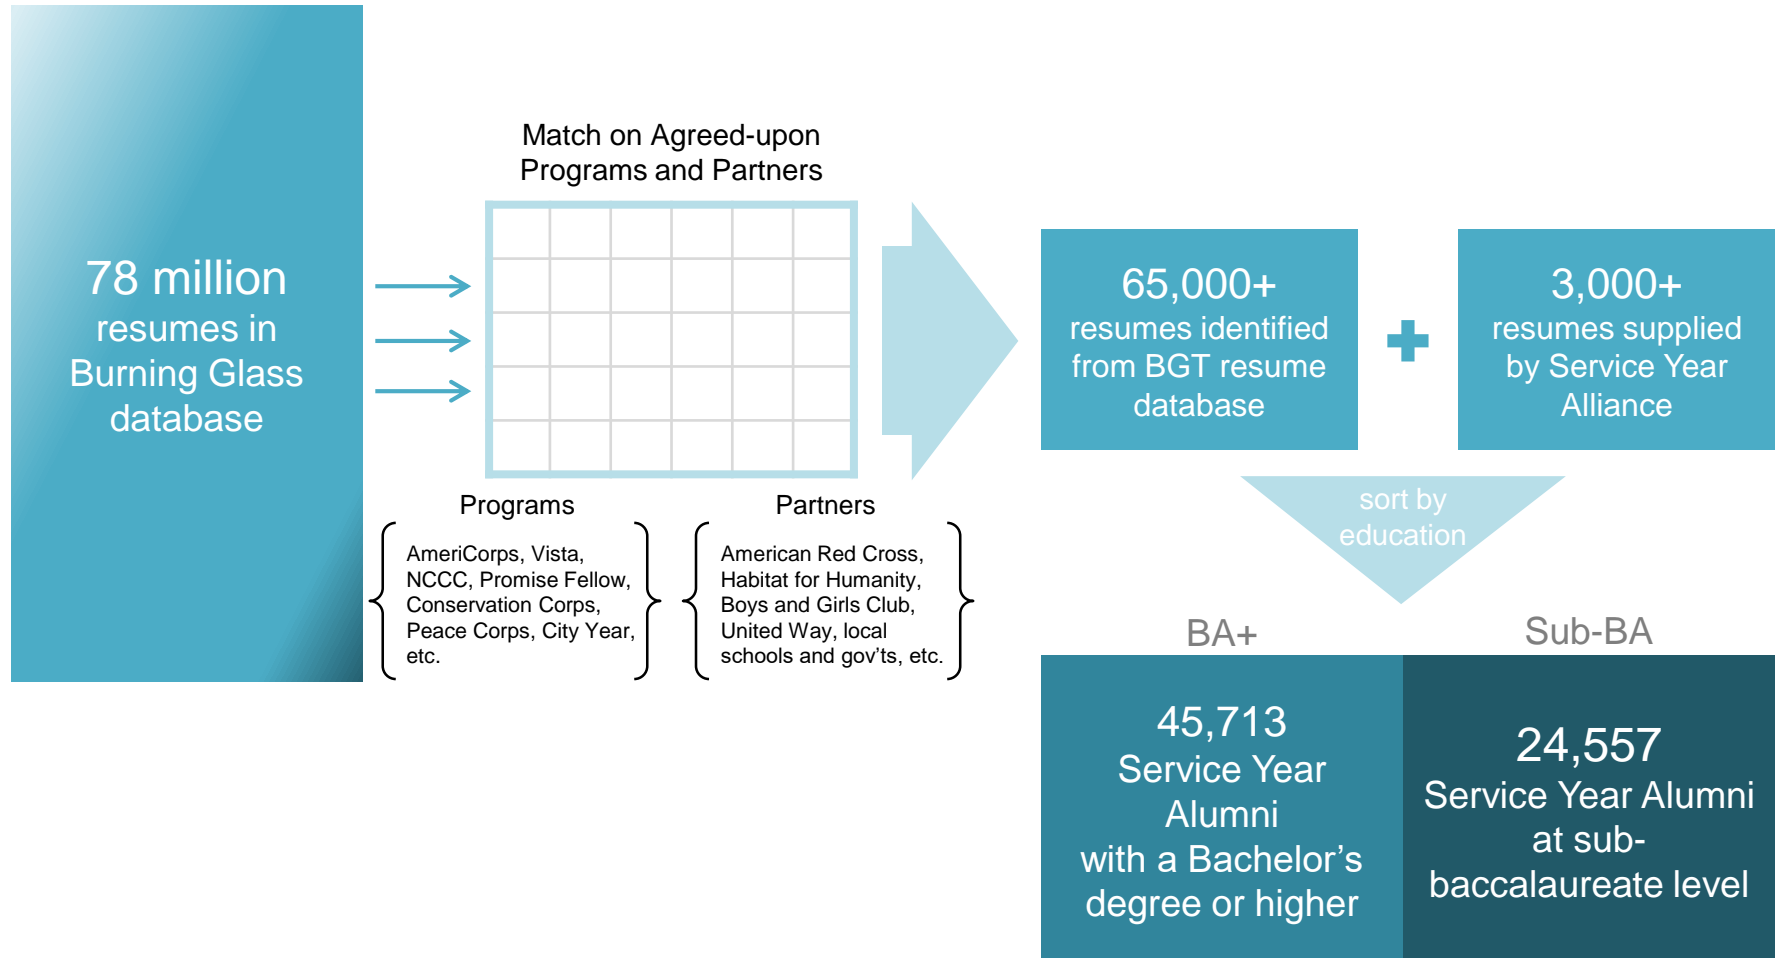 78 million
resumes in
Burning Glass
database
Match on Agreed-upon
Programs and Partners
Programs
AmeriCorps, Vista,
NCCC, Promise Fellow,
Conservation Corps,
Peace Corps, City Year,
etc.
Partners
American Red Cross,
Habitat for Humanity,
Boys and Girls Club,
United Way, local
schools and gov’ts, etc.
65,000+
resumes identified
from BGT resume
database
3,000+
resumes supplied
by Service Year
Alliance
sort by
education
BA+
45,713
Service Year
Alumni
with a Bachelor’s
degree or higher
Sub-BA
24,557
Service Year Alumni
at sub-
baccalaureate level